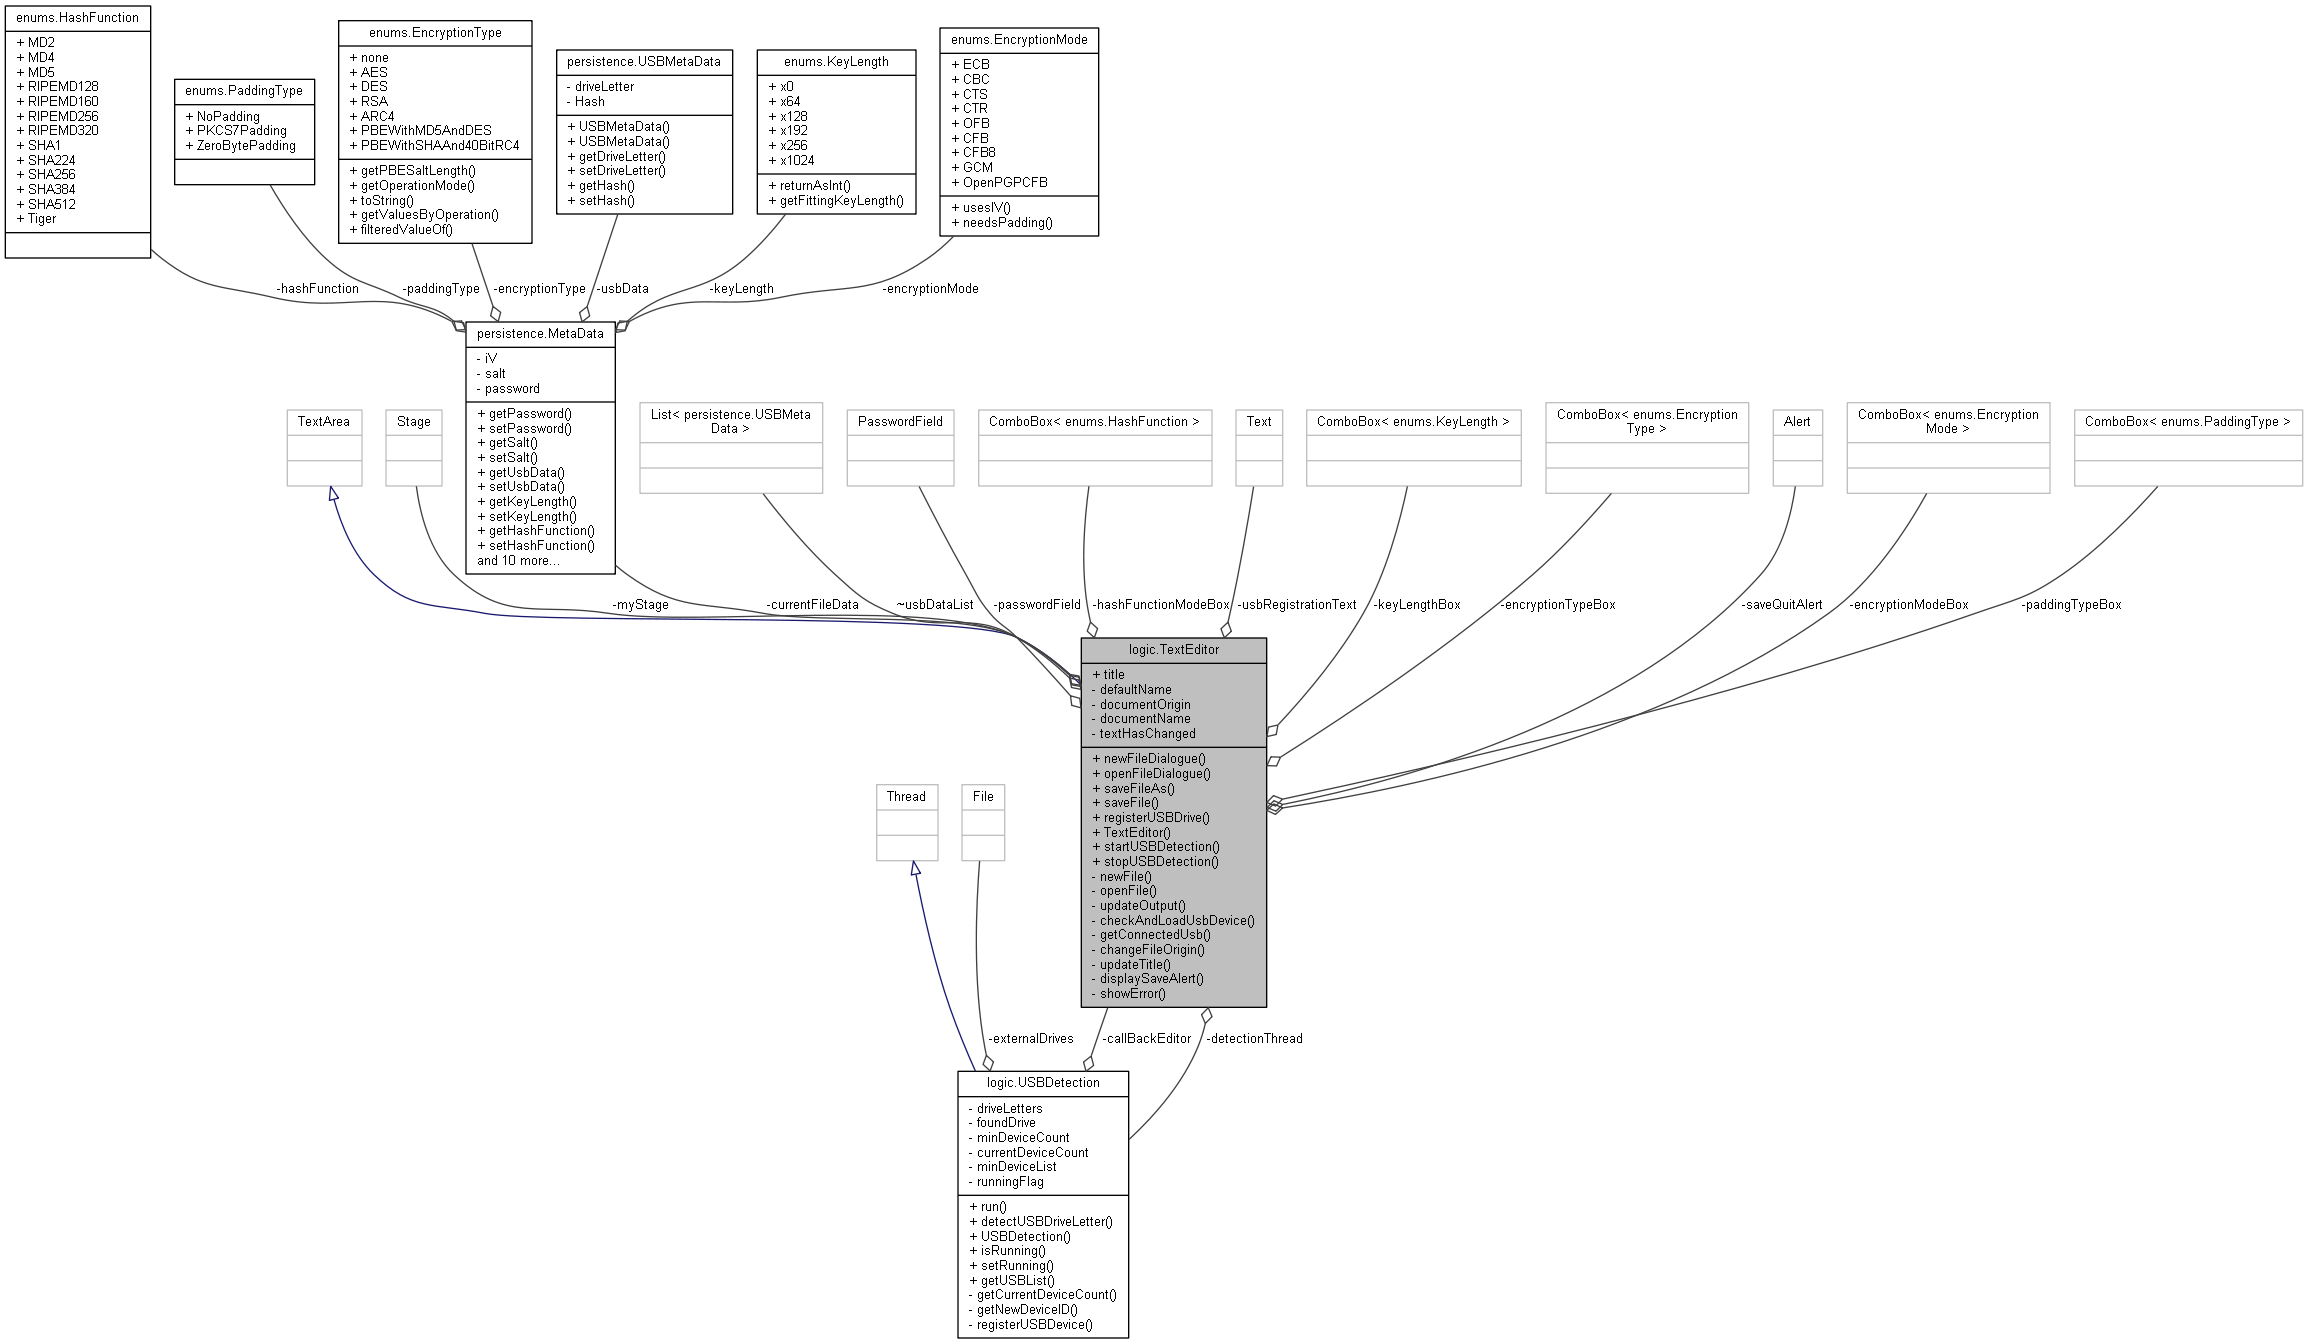 enums.HashFunction
+ MD2
+ MD4
+ MD5
+ RIPEMD128
+ RIPEMD160
+ RIPEMD256
+ RIPEMD320
+ SHA1
+ SHA224
+ SHA256
+ SHA384
+ SHA512
+ Tiger
enums.PaddingType
+ NoPadding
+ PKCS7Padding
+ ZeroBytePadding
enums.EncryptionType
+ none
+ AES
+ DES
+ RSA
+ ARC4
+ PBEWithMD5AndDES
+ PBEWithSHAAnd40BitRC4
+ getPBESaltLength()
+ getOperationMode()
+ toString()
+ getValuesByOperation()
+ filteredValueOf()
persistence.USBMetaData
- driveLetter
- Hash
+ USBMetaData()
+ USBMetaData()
+ getDriveLetter()
+ setDriveLetter()
+ getHash()
+ setHash()
enums.KeyLength
+ x0
+ x64
+ x128
+ x192
+ x256
+ x1024
+ returnAsInt()
+ getFittingKeyLength()
enums.EncryptionMode
+ ECB
+ CBC
+ CTS
+ CTR
+ OFB
+ CFB
+ CFB8
+ GCM
+ OpenPGPCFB
+ usesIV()
+ needsPadding()
-hashFunction
-paddingType
-encryptionType
-usbData
-keyLength
-encryptionMode
persistence.MetaData
- iV
- salt
- password
+ getPassword()
+ setPassword()
+ getSalt()
+ setSalt()
+ getUsbData()
+ setUsbData()
+ getKeyLength()
+ setKeyLength()
+ getHashFunction()
+ setHashFunction()
and 10 more...
TextArea
Stage
List< persistence.USBMeta
Data >
PasswordField
ComboBox< enums.HashFunction >
Text
ComboBox< enums.KeyLength >
ComboBox< enums.Encryption
Type >
Alert
ComboBox< enums.Encryption
Mode >
ComboBox< enums.PaddingType >
-myStage
-currentFileData
~usbDataList
-passwordField
-hashFunctionModeBox
-usbRegistrationText
-keyLengthBox
-encryptionTypeBox
-saveQuitAlert
-encryptionModeBox
-paddingTypeBox
logic.TextEditor
+ title
- defaultName
- documentOrigin
- documentName
- textHasChanged
+ newFileDialogue()
+ openFileDialogue()
+ saveFileAs()
+ saveFile()
+ registerUSBDrive()
+ TextEditor()
+ startUSBDetection()
+ stopUSBDetection()
- newFile()
- openFile()
- updateOutput()
- checkAndLoadUsbDevice()
- getConnectedUsb()
- changeFileOrigin()
- updateTitle()
- displaySaveAlert()
- showError()
Thread
File
-externalDrives
-callBackEditor
-detectionThread
logic.USBDetection
- driveLetters
- foundDrive
- minDeviceCount
- currentDeviceCount
- minDeviceList
- runningFlag
+ run()
+ detectUSBDriveLetter()
+ USBDetection()
+ isRunning()
+ setRunning()
+ getUSBList()
- getCurrentDeviceCount()
- getNewDeviceID()
- registerUSBDevice()